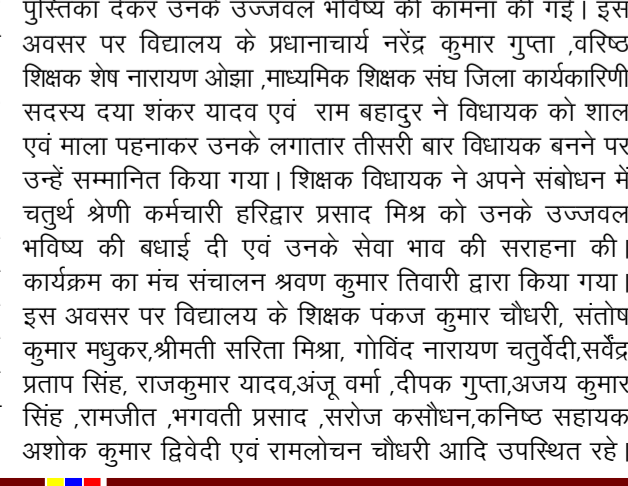 पुस्तिका देकर उनके उज्जवल भविष्य की कामना की गई। इस
अवसर पर विद्यालय के प्रधानाचार्य नरेंद्र कुमार गुप्ता ,वरिष्ठ
शिक्षक शेष नारायण ओझा ,माध्यमिक शिक्षक संघ जिला कार्यकारिणी
सदस्य दया शंकर यादव एवं राम बहादुर ने विधायक को शाल
एवं माला पहनाकर उनके लगातार तीसरी बार विधायक बनने पर
उन्हें सम्मानित किया गया। शिक्षक विधायक ने अपने संबोधन में
चतुर्थ श्रेणी कर्मचारी हरिद्वार प्रसाद मिश्र को उनके उज्जवल
भविष्य की बधाई दी एवं उनके सेवा भाव की सराहना की।
कार्यक्रम का मंच संचालन श्रवण कुमार तिवारी द्वारा किया गया।
इस अवसर पर विद्यालय के शिक्षक पंकज कुमार चौधरी, संतोष
कुमार मधुकर,श्रीमती सरिता मिश्रा, गोविंद नारायण चतुर्वेदी,सर्वेंद्र
प्रताप सिंह, राजकुमार यादव,अंजू वर्मा ,दीपक गुप्ता,अजय कुमार
सिंह ,रामजीत ,भगवती प्रसाद ,सरोज कसौधन,कनिष्ठ सहायक
अशोक कुमार द्विवेदी एवं रामलोचन चौधरी आदि उपस्थित रहे।